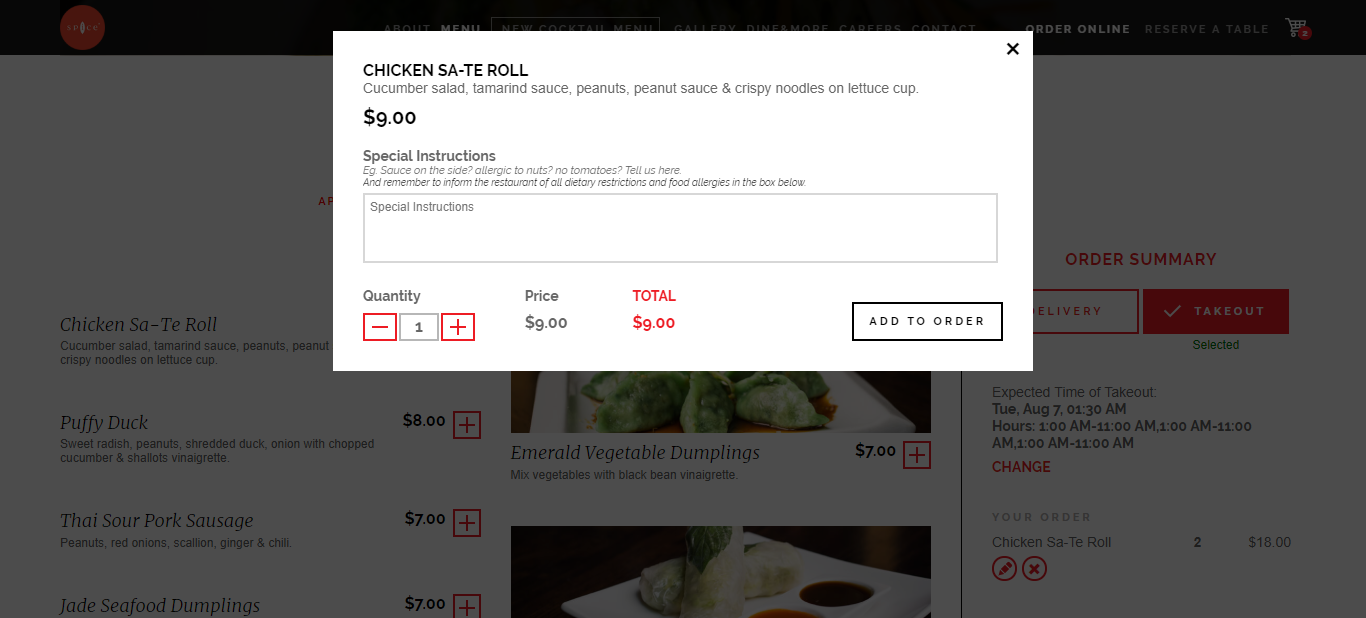 spice
ABOUT MENU NEW COCKTAIL MENU GALLERY DINE&MORE CAREERS CONTACT ORDER ONLINE RESERVE A TABLE 2
CHICKEN SA-TE ROLL
Cucumber salad, tamarind sauce, peanuts, peanut sauce & crispy noodles on lettuce cup.
$9.00
Special Instructions
Eg. Sauce on the side? allergic to nuts? no tomatoes? Tell us here.
And remember to inform the restaurant of all dietary restrictions and food allergies in the box below.
Special Instructions
Quantity Price TOTAL
1 $9.00 $9.00
ADD TO ORDER
Chicken Sa-Te Roll
Cucumber salad, tamarind sauce, peanuts, peanut
crispy noodles on lettuce cup.
Puffy Duck $8.00
Sweet radish, peanuts, shredded duck, onion with chopped
cucumber & shallots vinaigrette.
Thai Sour Pork Sausage $7.00
Peanuts, red onions, scallion, ginger & chili.
Jade Seafood Dumplings $7.00
Emerald Vegetable Dumplings $7.00
Mix vegetables with black bean vinaigrette.
ORDER SUMMARY
ELIVERY TAKEOUT
Selected
Expected Time of Takeout:
Tue, Aug 7, 01:30 AM
Hours: 1:00 AM-11:00 AM,1:00 AM-11:00
AM,1:00 AM-11:00 AM
CHANGE
YOUR ORDER
Chicken Sa-Te Roll 2 $18.00